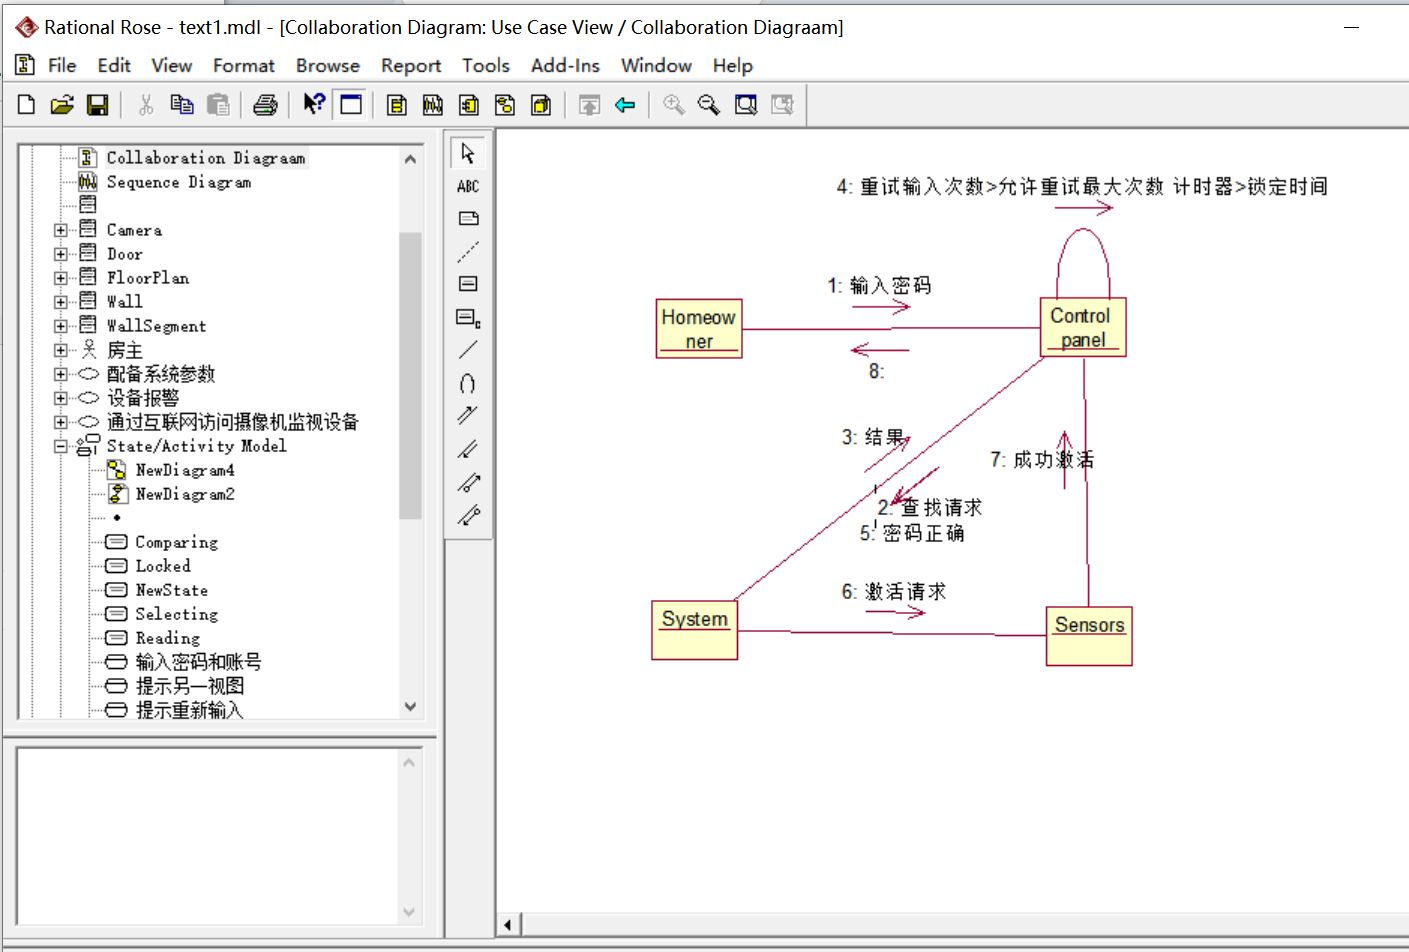 Rational Rose - text1.mdl - [Collaboration Diagram: Use Case View / Collaboration Diagraam]
File Edit View Format Browse Report Tools Add-Ins Window Help
Collaboration Diagraam
Sequence Diagram
Camera
Door
FloorPlan
Wall
WallSegment
房主
配备系统参数
设备报警
通过互联网访问摄像机监视设备
State/Activity Model
NewDiagram4
NewDiagram2
Comparing
Locked
NewState
Selecting
Reading
输入密码和账号
提示另一视图
提示重新输入
ABC
4: 重试输入次数>允许重试最大次数 计时器>锁定时间
1: 输入密码
Homeow
ner
Control
panel
8:
3: 结果
7: 成功激活
2: 查找请求
5: 密码正确
6: 激活请求
System
Sensors